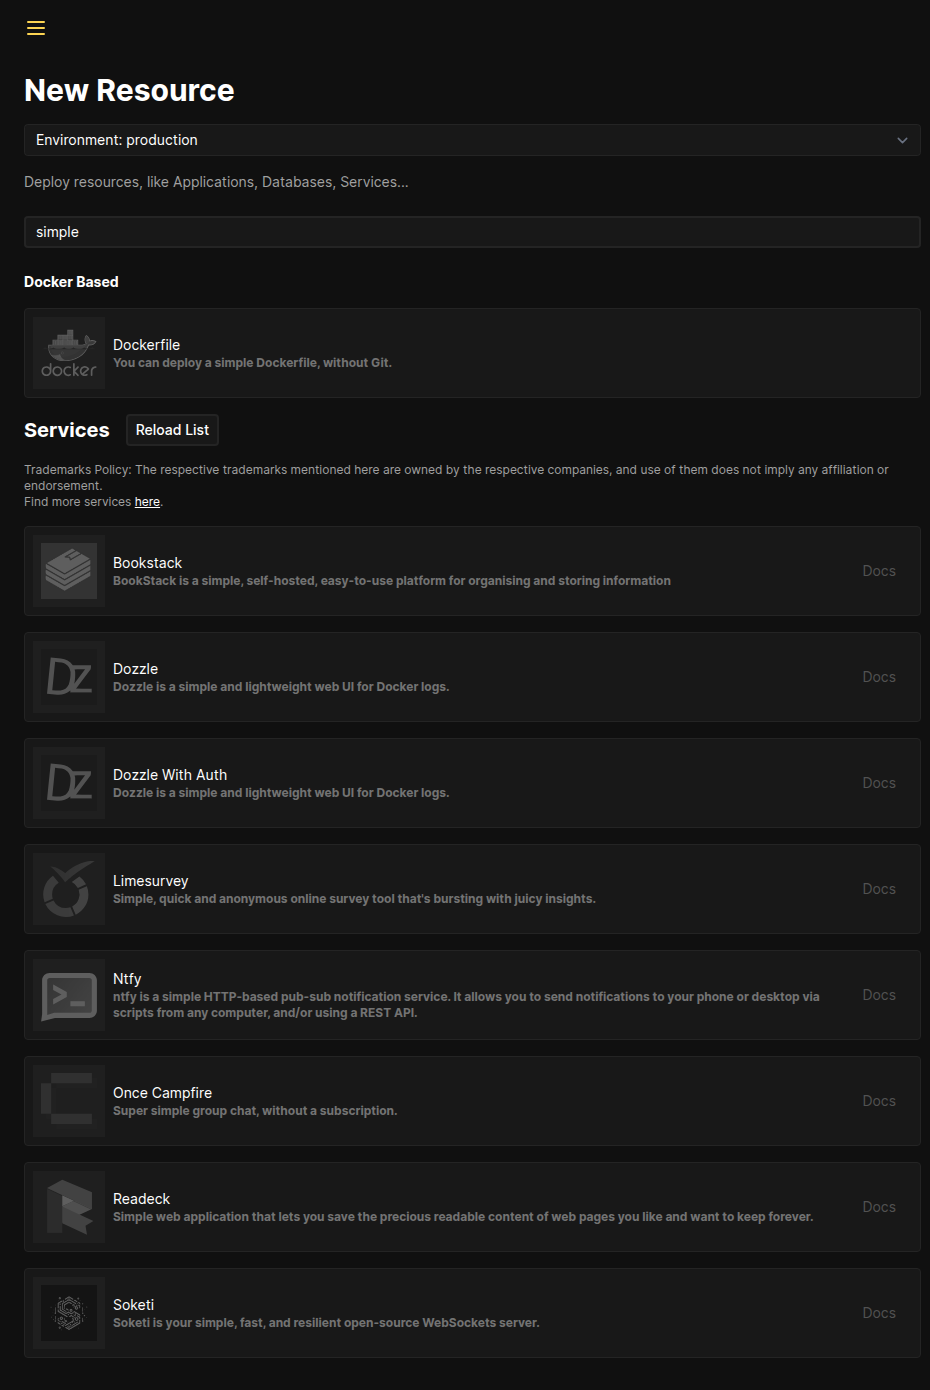 New Resource
Environment: production
Deploy resources, like Applications, Databases, Services...
simple
Docker Based
docker
Dockerfile
You can deploy a simple Dockerfile, without Git.
Services
Reload List
Trademarks Policy: The respective trademarks mentioned here are owned by the respective companies, and use of them does not imply any affiliation or
endorsement.
Find more services here.
Bookstack
BookStack is a simple, self-hosted, easy-to-use platform for organising and storing information
Docs
DZ
Dozzle
Dozzle is a simple and lightweight web UI for Docker logs.
Docs
DZ
Dozzle With Auth
Dozzle is a simple and lightweight web UI for Docker logs.
Docs
Limesurvey
Simple, quick and anonymous online survey tool that's bursting with juicy insights.
Docs
Ntfy
ntfy is a simple HTTP-based pub-sub notification service. It allows you to send notifications to your phone or desktop via
scripts from any computer, and/or using a REST API.
Docs
Once Campfire
Super simple group chat, without a subscription.
Docs
Readeck
Simple web application that lets you save the precious readable content of web pages you like and want to keep forever.
Docs
Soketi
Soketi is your simple, fast, and resilient open-source WebSockets server.
Docs